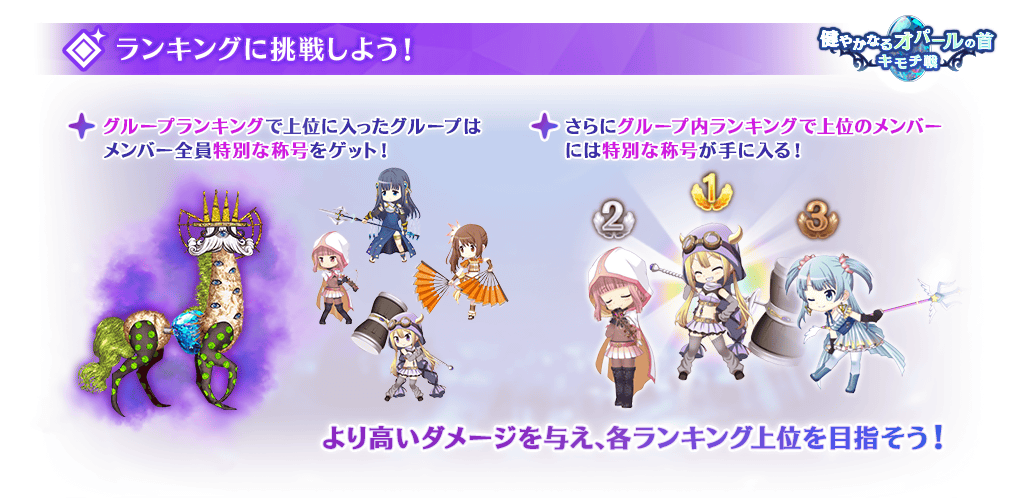 ランキングに挑戦しよう！
健やかなるオパールの首
キモチ戦
グループランキングで上位に入ったグループは
メンバー全員特別な称号をゲット！
さらにグループ内ランキングで上位のメンバー
には特別な称号が手に入る！
1
2
3
より高いダメージを与え、各ランキング上位を目指そう！